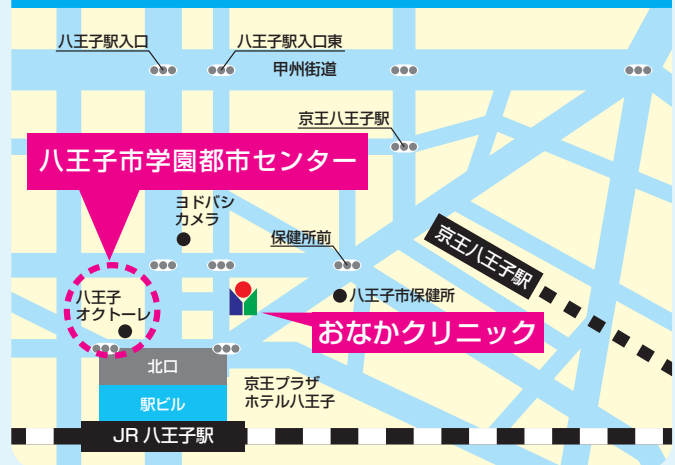 八王子駅入口
八王子駅入口東
甲州街道
京王八王子駅
八王子市学園都市センター
ヨドバシ
カメラ
保健所前
京王八王子駅
八王子
オクトーレ
八王子市保健所
おなかクリニック
北口
京王プラザ
ホテル八王子
駅ビル
JR 八王子駅